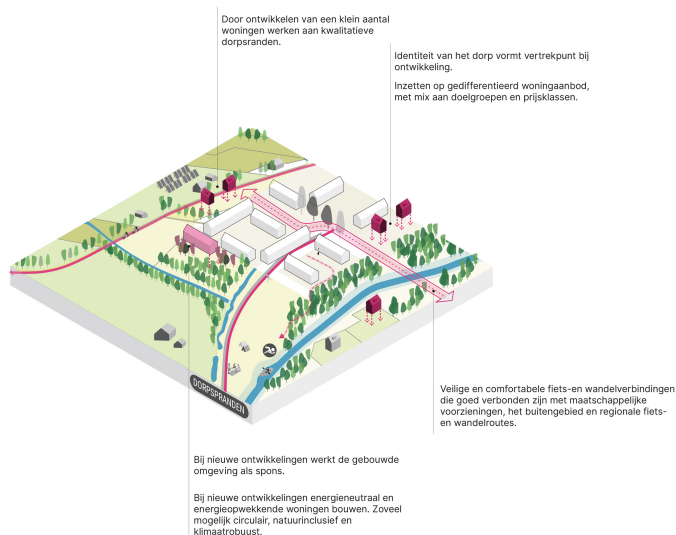 Door ontwikkelen van een klein aantal
woningen werken aan kwalitatieve
dorpsranden.
Identiteit van het dorp vormt vertrekpunt bij
ontwikkeling.
Inzetten op gedifferentieerd woningaanbod,
met mix aan doelgroepen en prijsklassen.
DORPSPRANDEN
Veilige en comfortabele fiets-en wandelverbindingen
die goed verbonden zijn met maatschappelijke
voorzieningen, het buitengebied en regionale fiets-
en wandelroutes.
Bij nieuwe ontwikkelingen werkt de gebouwde
omgeving als spons.
Bij nieuwe ontwikkelingen energieneutraal en
energieopwekkende woningen bouwen. Zoveel
mogelijk circulair, natuurinclusief en
klimaatrobuust.